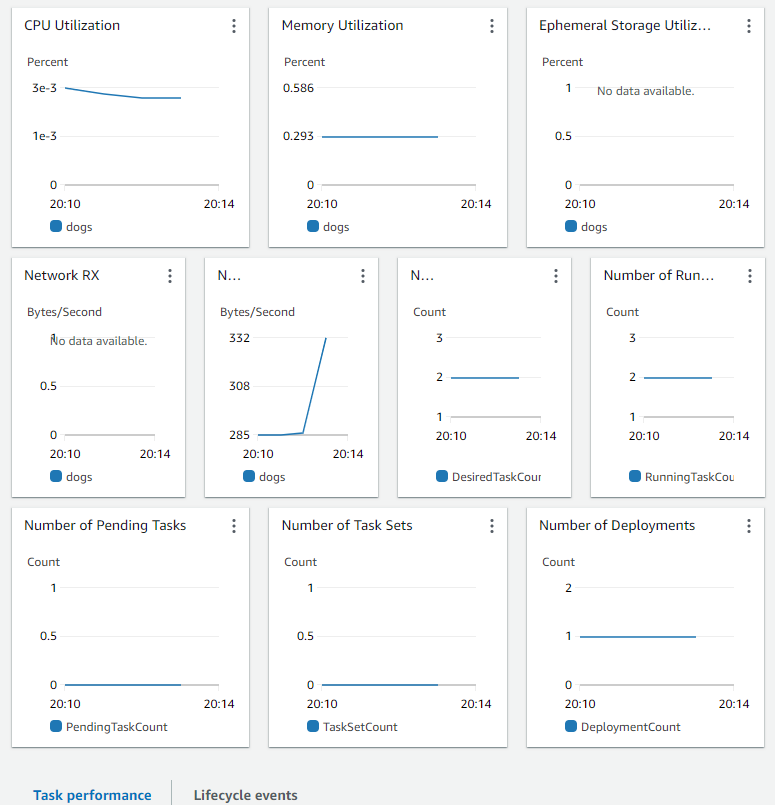 CPU Utilization
Percent
3e-3
1e-3
0
20:10 20:14
dogs
Memory Utilization
Percent
0.586
0.293
0
20:10 20:14
dogs
Ephemeral Storage Utiliz...
Percent
1
No data available.
0.5
0
20:10 20:14
dogs
Network RX
Bytes/Second
1
No data available.
0.5
0
20:10 20:14
dogs
N...
Bytes/Second
332
308
285
20:10 20:14
dogs
N...
Count
3
2
1
20:10 20:14
DesiredTaskCour
Number of Run...
Count
3
2
1
20:10 20:14
RunningTaskCou
Number of Pending Tasks
Count
1
0.5
0
20:10 20:14
PendingTaskCount
Number of Task Sets
Count
1
0.5
0
20:10 20:14
TaskSetCount
Number of Deployments
Count
2
1
0
20:10 20:14
DeploymentCount
Task performance Lifecycle events